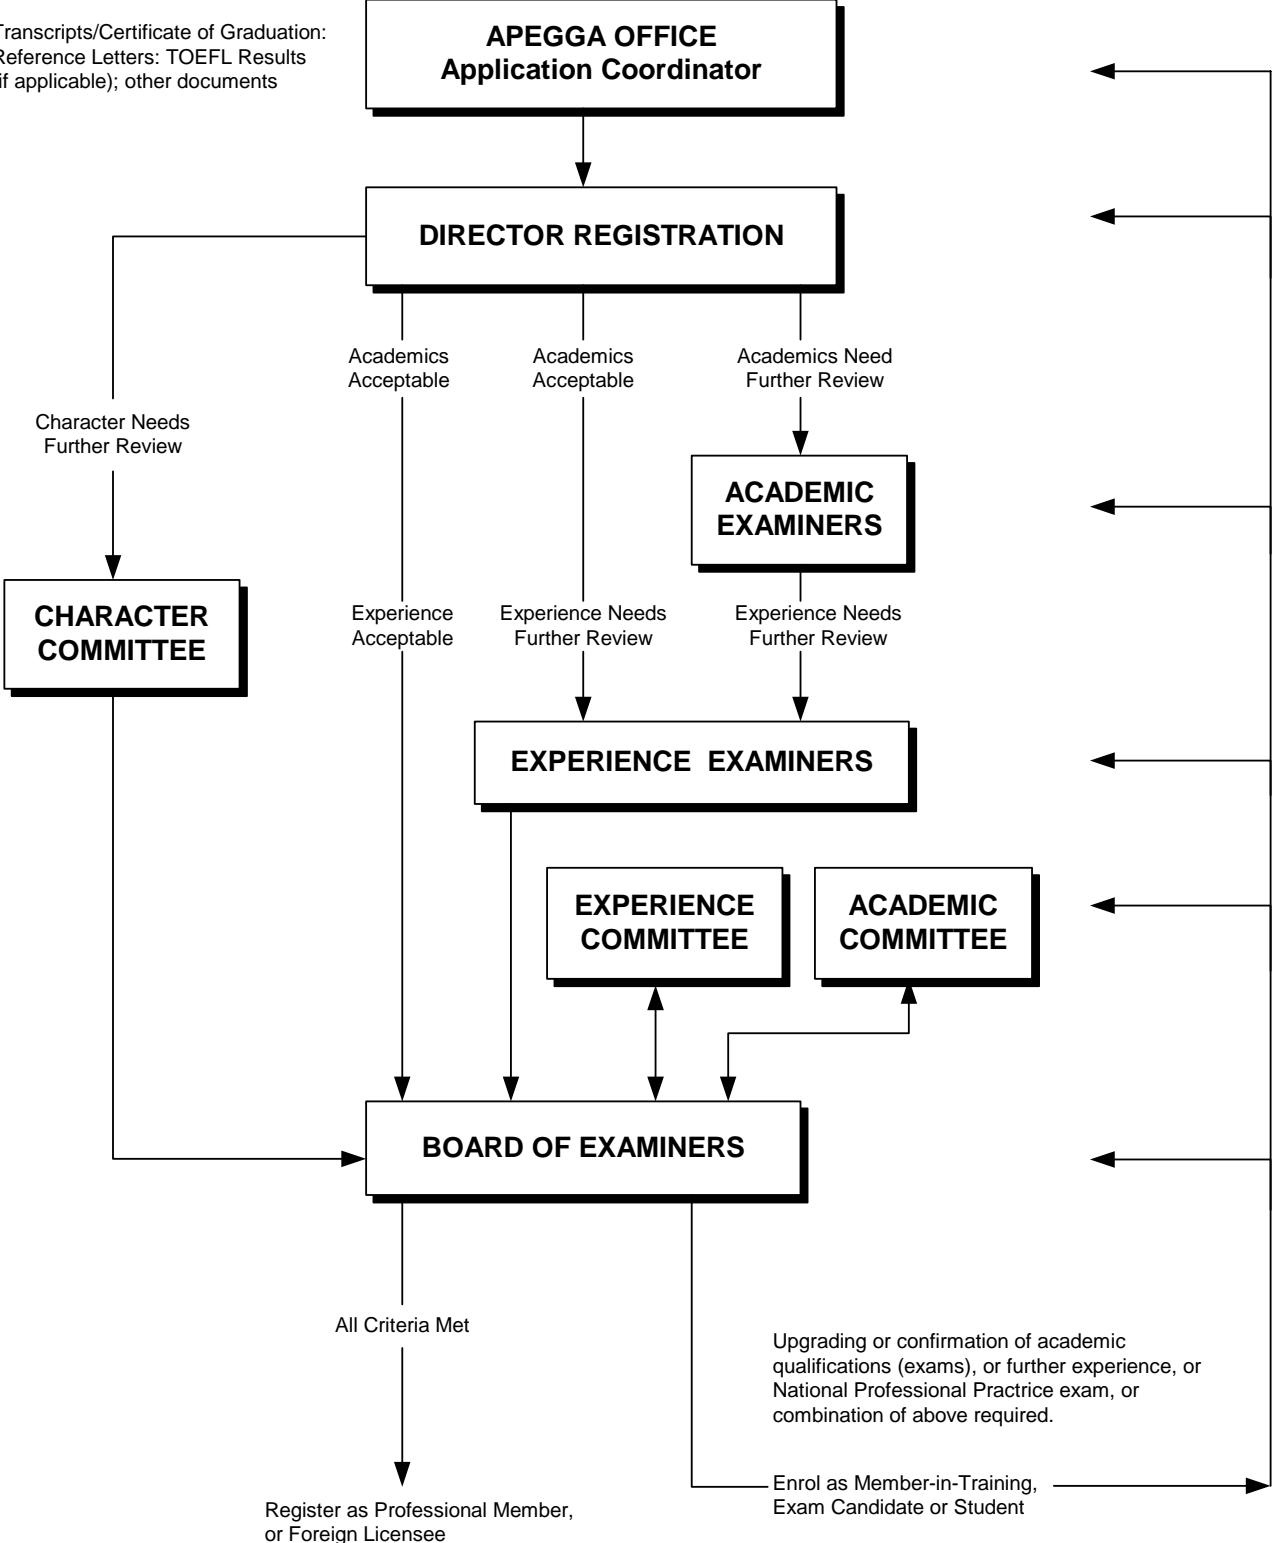 Transcripts/Certificate of Graduation:
Reference Letters: TOEFL Results
if applicable); other documents
APEGGA OFFICE
Application Coordinator
DIRECTOR REGISTRATION
Academics
Acceptable
Academics
Acceptable
Academics Need
Further Review
Character Needs
Further Review
ACADEMIC
EXAMINERS
CHARACTER
COMMITTEE
Experience
Acceptable
Experience Needs
Further Review
Experience Needs
Further Review
EXPERIENCE EXAMINERS
EXPERIENCE
COMMITTEE
ACADEMIC
COMMITTEE
BOARD OF EXAMINERS
All Criteria Met
Upgrading or confirmation of academic
qualifications (exams), or further experience, or
National Professional Practrice exam, or
combination of above required.
Enrol as Member-in-Training,
Exam Candidate or Student
Register as Professional Member,
or Foreign Licensee